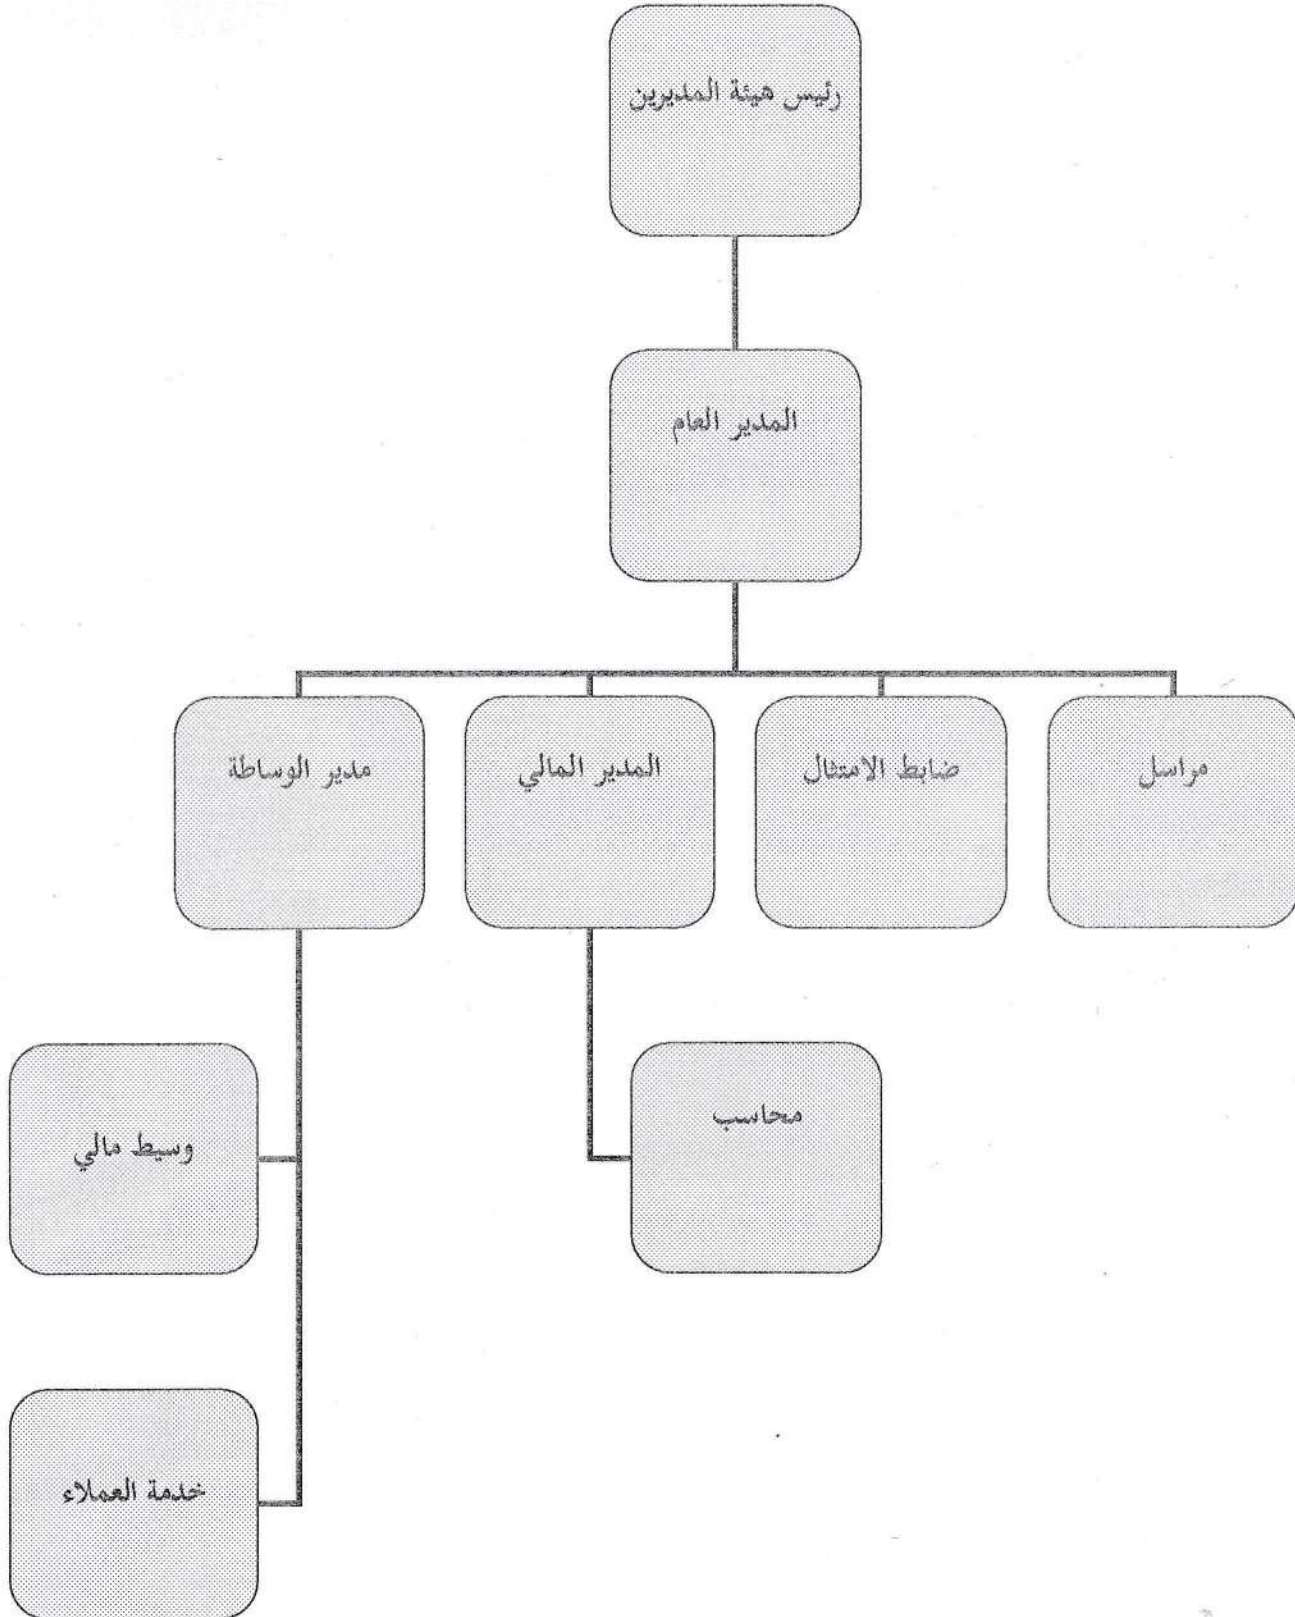 رئيس هيئة المديرين
المدير العام
مراسل
ضابط الامتثال
المدير المالي
مدير الوساطة
محاسب
وسيط مالي
خدمة العملاء